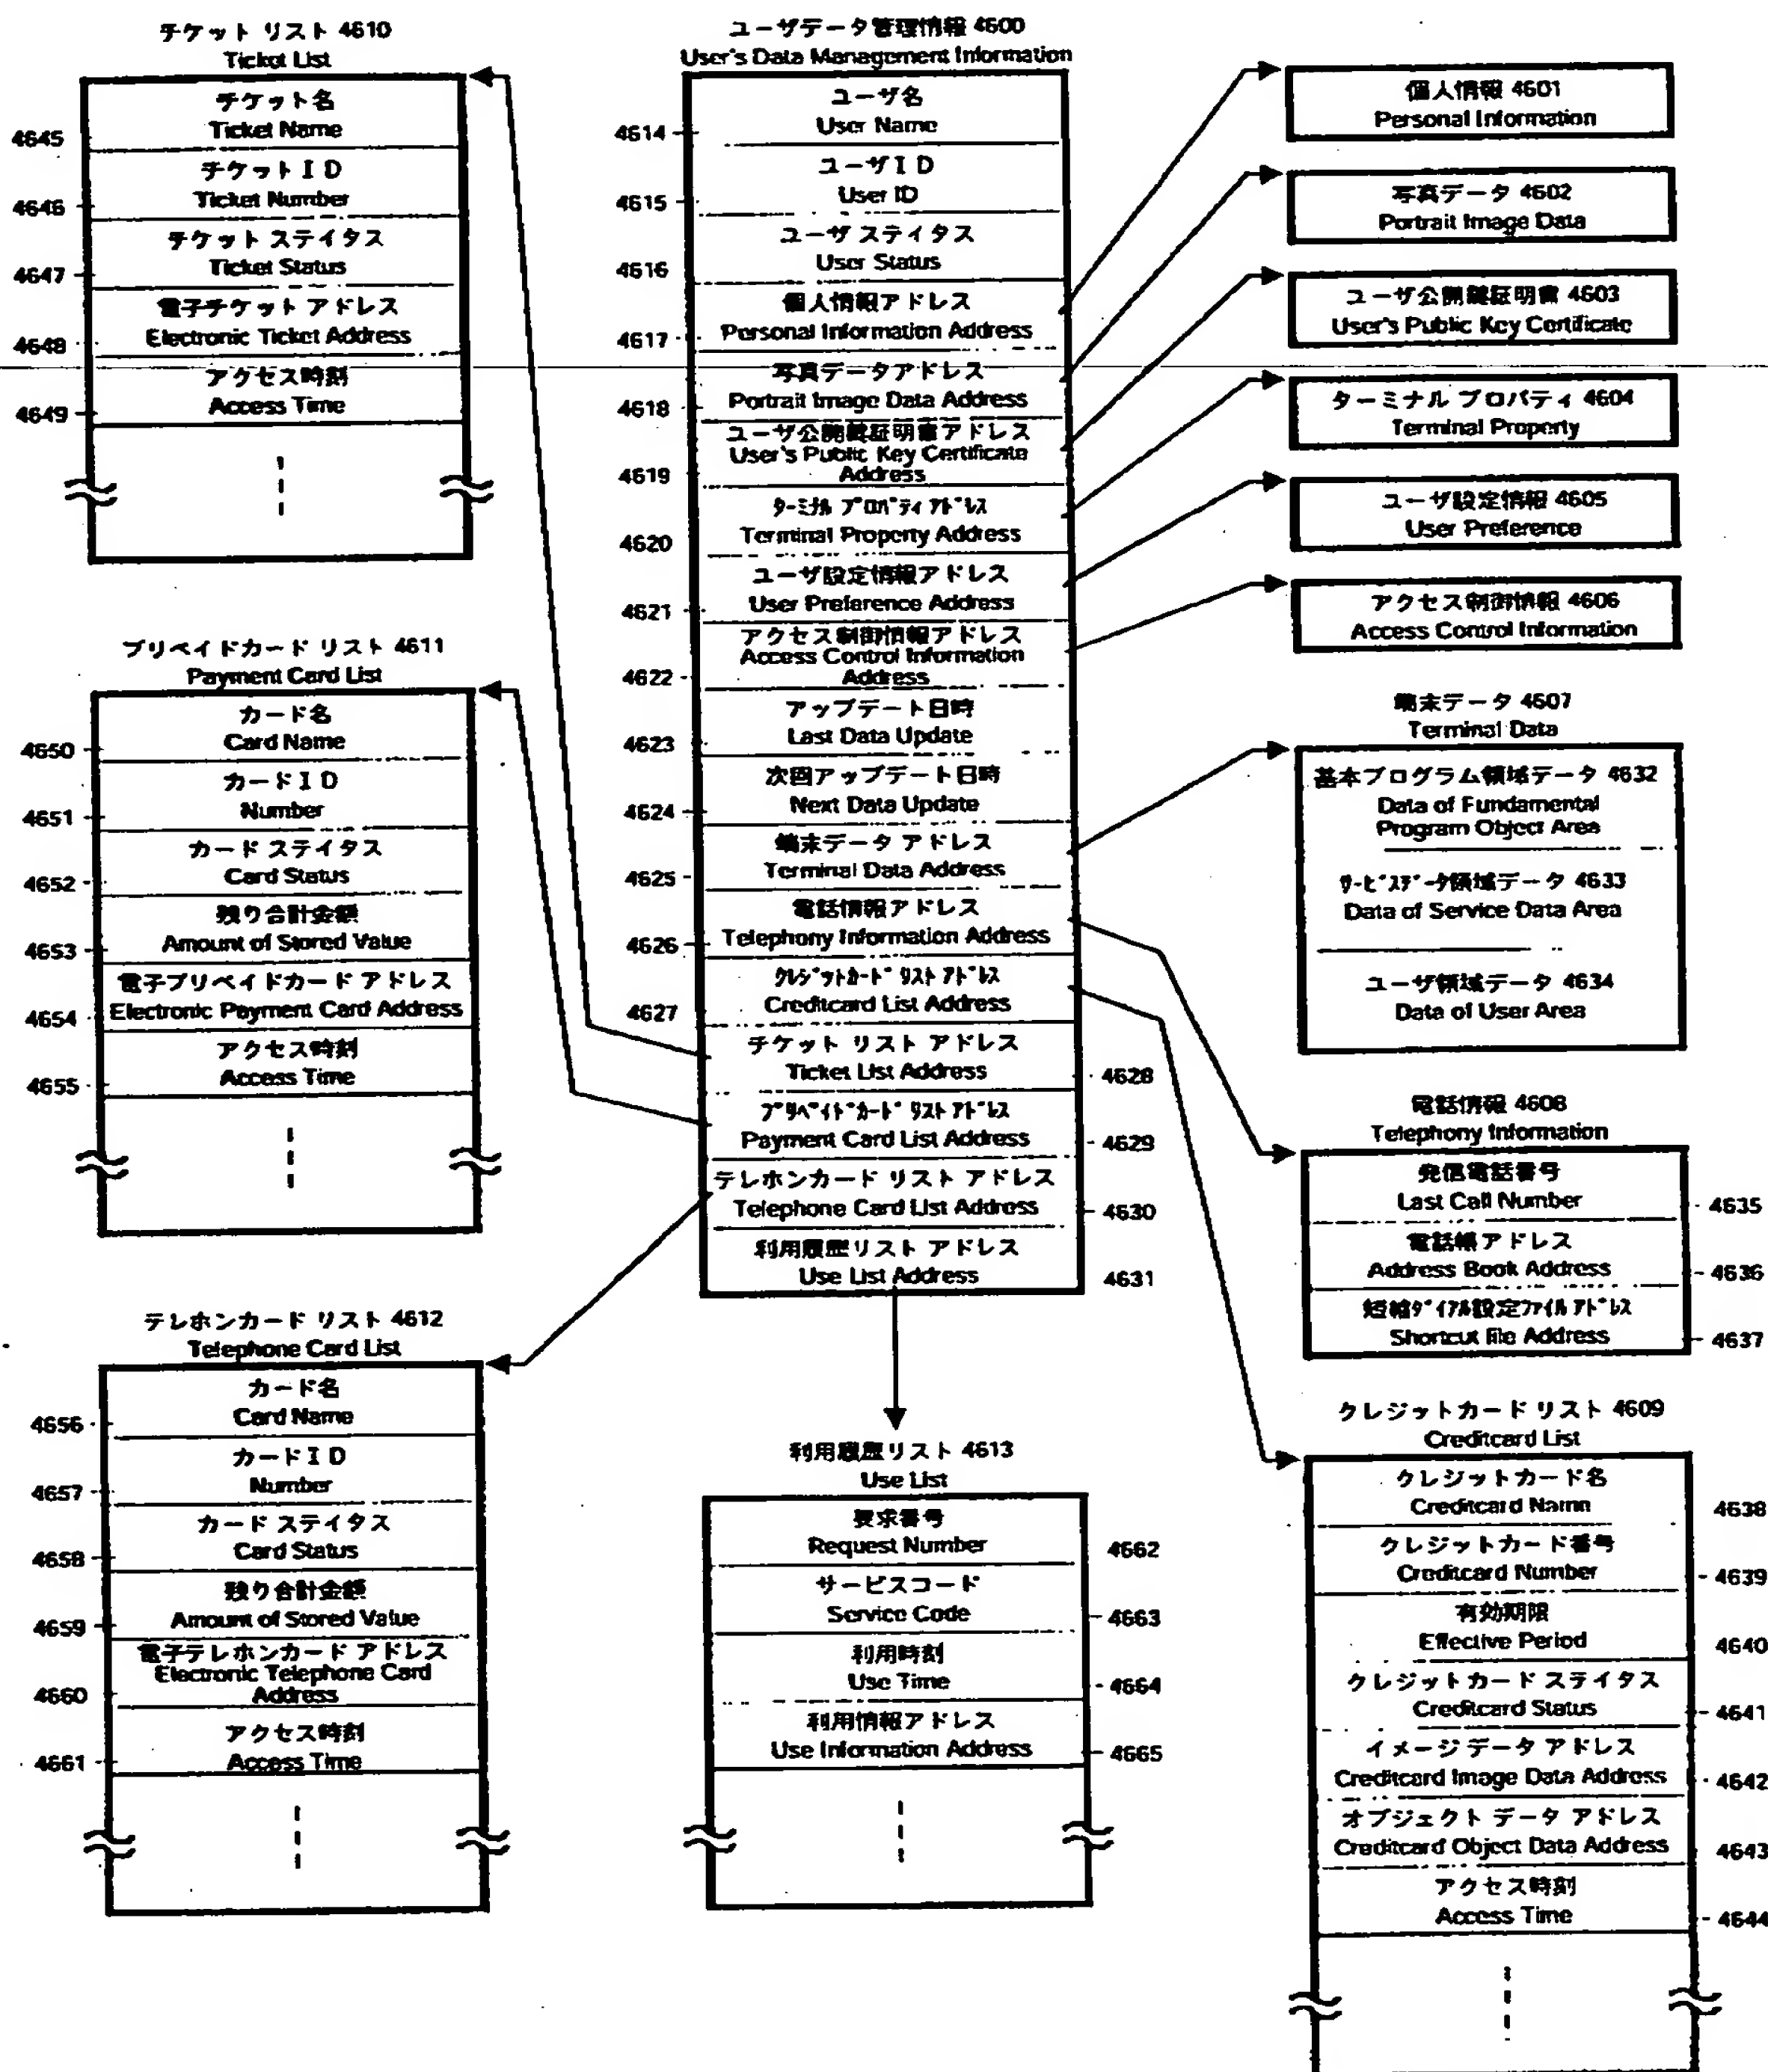 チケット リスト 4610
Ticket List
チケット名
Ticket Name
4645
チケットID
Ticket Number
4646
チケット ステイタス
Ticket Status
4647
電子チケット アドレス
Electronic Ticket Address
4648
アクセス時刻
Access Time
4649
プリペイドカード リスト 4611
Payment Card List
カード名
Card Name
4650
カードID
Number
4651
カード ステイタス
Card Status
4652
残り合計金額
Amount of Stored Value
4653
電子プリペイドカード アドレス
Electronic Payment Card Address
4654
アクセス時刻
Access Time
4655
テレホンカード リスト 4612
Telephone Card List
カード名
Card Name
4656
カードID
Number
4657
カード ステイタス
Card Status
4658
残り合計金額
Amount of Stored Value
4659
電子テレホンカード アドレス
Electronic Telephone Card
Address
4660
アクセス時刻
Access Time
4661
ユーザデータ管理情報 4600
User's Data Management Information
ユーザ名
User Name
4614
ユーザID
User ID
4615
ユーザ ステイタス
User Status
4616
個人情報アドレス
Personal Information Address
4617
写真データアドレス
Portrait Image Data Address
4618
ユーザ公開鍵証明書アドレス
User's Public Key Certificate
Address
4619
ターミナル プロパティ アドレス
Terminal Property Address
4620
ユーザ設定情報アドレス
User Preference Address
4621
アクセス制御情報アドレス
Access Control Information
Address
4622
アップデート日時
Last Data Update
4623
次回アップデート日時
Next Data Update
4624
端末データ アドレス
Terminal Data Address
4625
電話情報アドレス
Telephony Information Address
4626
クレジットカード リスト アドレス
Creditcard List Address
4627
チケット リスト アドレス
Ticket List Address
4628
プリペイドカード リスト アドレス
Payment Card List Address
4629
テレホンカード リスト アドレス
Telephone Card List Address
4630
利用履歴リスト アドレス
Use List Address
4631
利用履歴リスト 4613
Use List
要求番号
Request Number
4662
サービスコード
Service Code
4663
利用時刻
Use Time
4664
利用情報アドレス
Use Information Address
4665
個人情報 4601
Personal Information
写真データ 4602
Portrait Image Data
ユーザ公開鍵証明書 4603
User's Public Key Certificate
ターミナル プロパティ 4604
Terminal Property
ユーザ設定情報 4605
User Preference
アクセス制御情報 4606
Access Control Information
端末データ 4607
Terminal Data
基本プログラム領域データ 4632
Data of Fundamental
Program Object Area
サービスデータ領域データ 4633
Data of Service Data Area
ユーザ領域データ 4634
Data of User Area
電話情報 4608
Telephony Information
発信電話番号
Last Call Number
4635
電話帳アドレス
Address Book Address
4636
短縮ダイアル設定ファイル アドレス
Shortcut file Address
4637
クレジットカード リスト 4609
Creditcard List
クレジットカード名
Creditcard Name
4638
クレジットカード番号
Creditcard Number
4639
有効期限
Effective Period
4640
クレジットカード ステイタス
Creditcard Status
4641
イメージ データ アドレス
Creditcard Image Data Address
4642
オブジェクト データ アドレス
Creditcard Object Data Address
4643
アクセス時刻
Access Time
4644